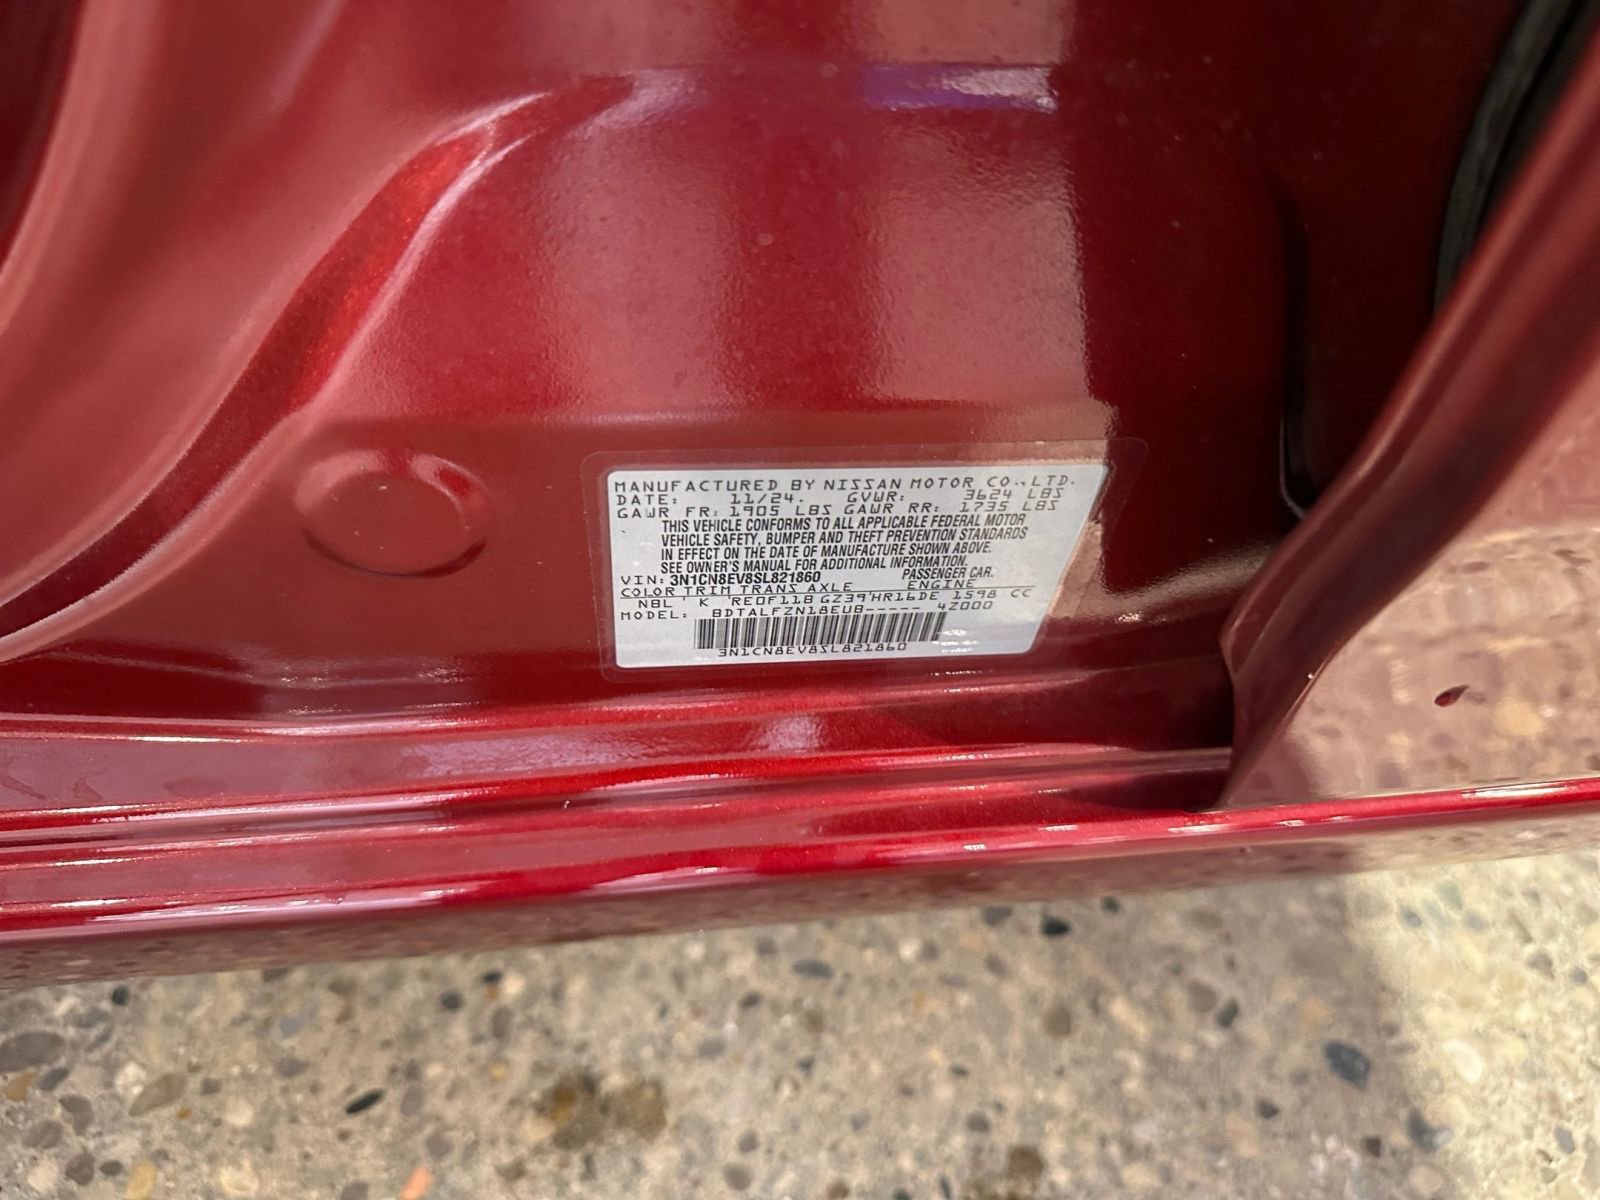 MANUFACTURED BY NISSAN MOTOR CO.,LTD.
DATE: 11/24. GVWR: 3624 LBS
GAWR FR: 1905 LBS GAWR RR: 1735 LBS
THIS VEHICLE CONFORMS TO ALL APPLICABLE FEDERAL MOTOR
VEHICLE SAFETY, BUMPER AND THEFT PREVENTION STANDARDS
IN EFFECT ON THE DATE OF MANUFACTURE SHOWN ABOVE.
SEE OWNER'S MANUAL FOR ADDITIONAL INFORMATION.
VIN: 3N1CN8EV8SL821860 PASSENGER CAR.
COLOR TRIM TRANS AXLE ENGINE
NBL K RE0F11B GZ39 HR16DE 1598 CC
MODEL: BDTALFZN18EUB----- 4Z000
3N1CN8EV8SL821860